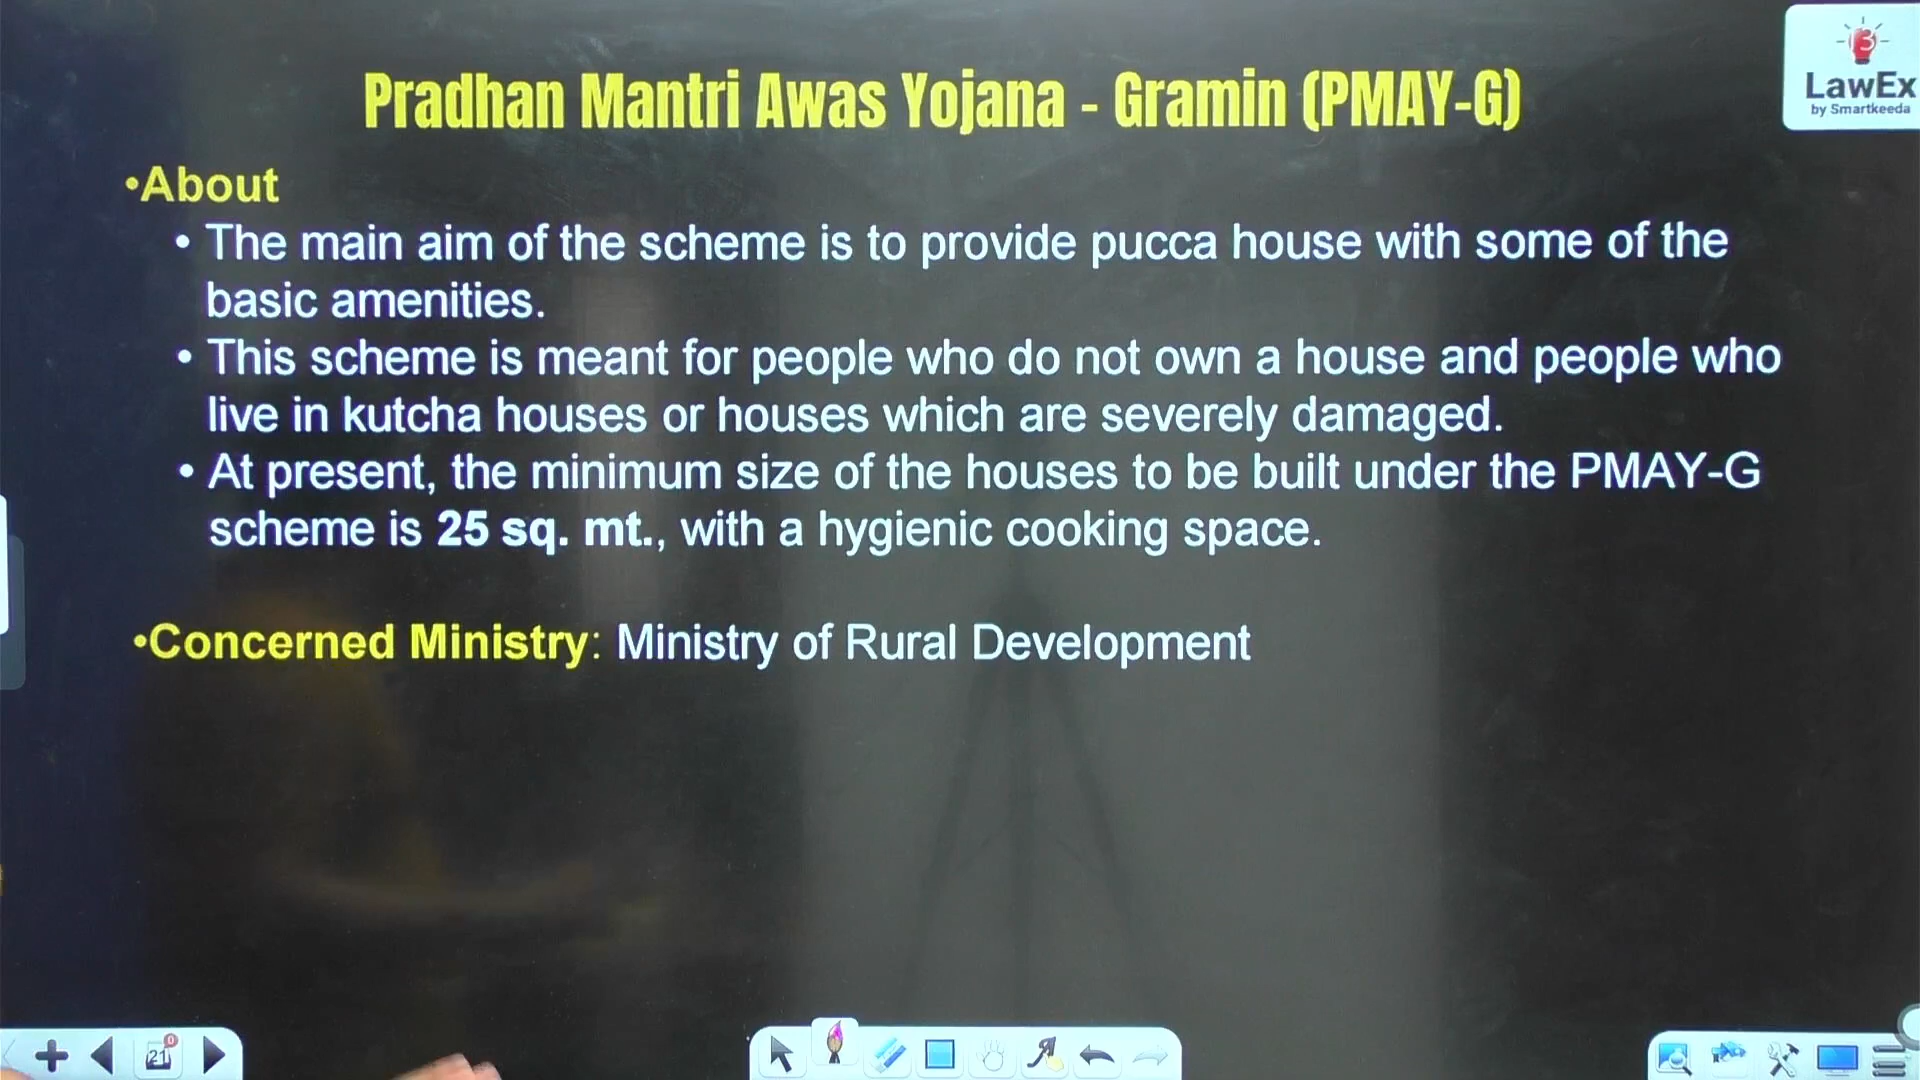 Pradhan Mantri Awas Yojana - Gramin (PMAY-G)
LawEx
by Smartkeeda
•About
• The main aim of the scheme is to provide pucca house with some of the
basic amenities.
• This scheme is meant for people who do not own a house and people who
live in kutcha houses or houses which are severely damaged.
• At present, the minimum size of the houses to be built under the PMAY-G
scheme is 25 sq. mt., with a hygienic cooking space.
•Concerned Ministry: Ministry of Rural Development
21
0